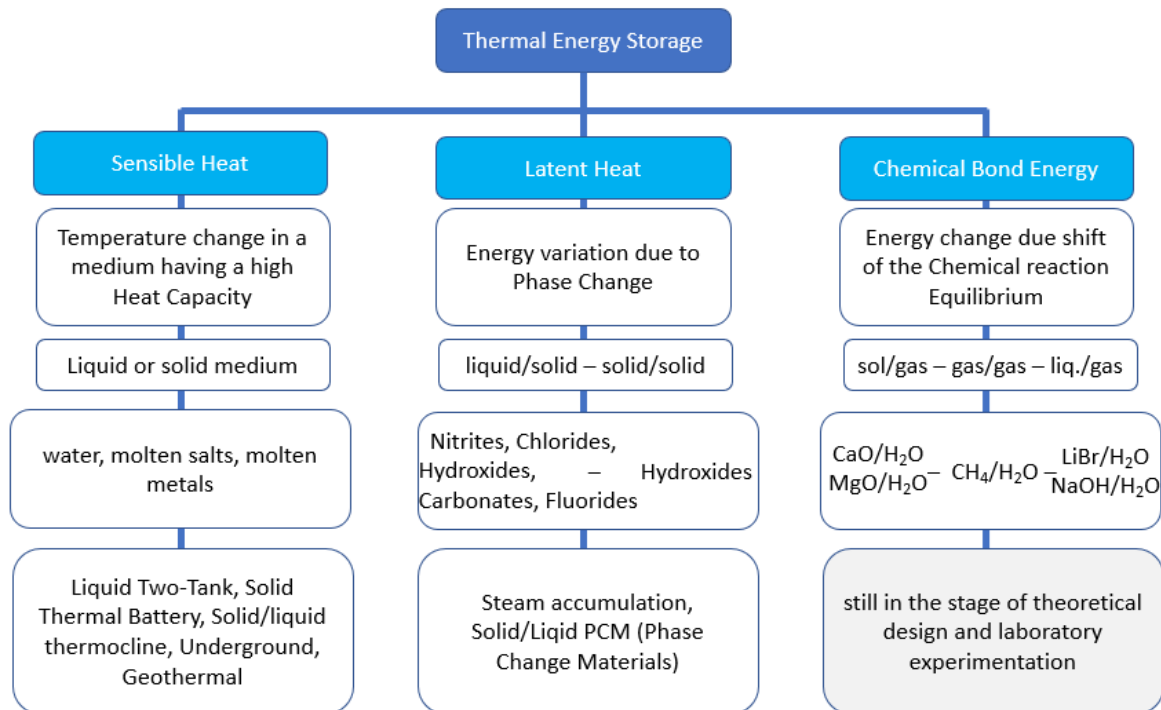 Thermal Energy Storage
Sensible Heat
Temperature change in a
medium having a high
Heat Capacity
Liquid or solid medium
water, molten salts, molten
metals
Liquid Two-Tank, Solid
Thermal Battery, Solid/liquid
thermocline, Underground,
Geothermal
Latent Heat
Energy variation due to
Phase Change
liquid/solid – solid/solid
Nitrites, Chlorides,
Hydroxides, – Hydroxides
Carbonates, Fluorides
Steam accumulation,
Solid/Liqid PCM (Phase
Change Materials)
Chemical Bond Energy
Energy change due shift
of the Chemical reaction
Equilibrium
sol/gas – gas/gas – liq./gas
CaO/H₂O
MgO/H₂O – CH₄/H₂O – LiBr/H₂O
NaOH/H₂O
still in the stage of theoretical
design and laboratory
experimentation